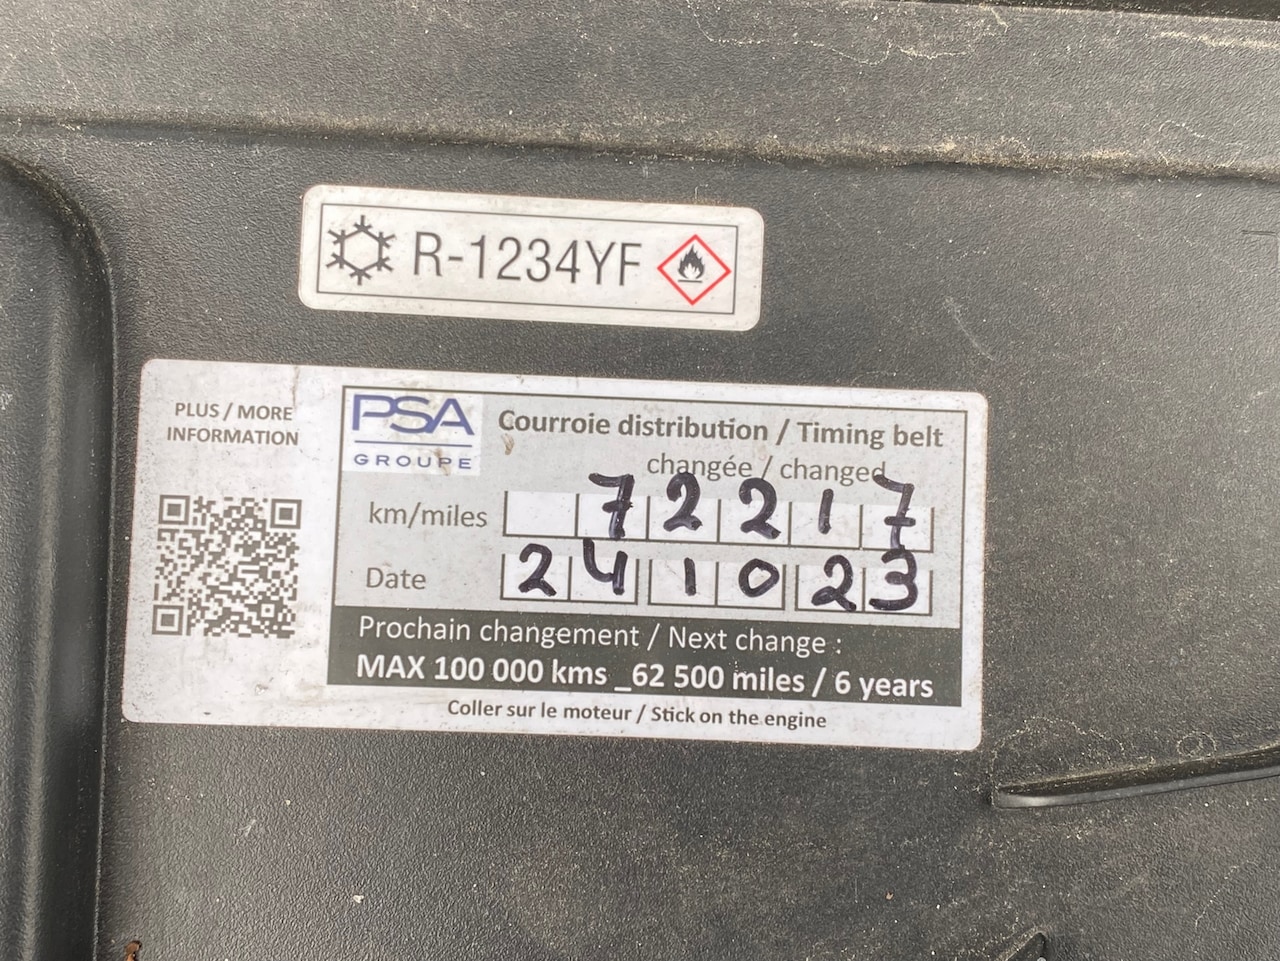 R-1234YF
PLUS / MORE
INFORMATION
PSA
GROUPE
Courroie distribution / Timing belt
changée / changed
km/miles 72217
Date 241023
Prochain changement / Next change :
MAX 100 000 kms _62 500 miles / 6 years
Coller sur le moteur / Stick on the engine